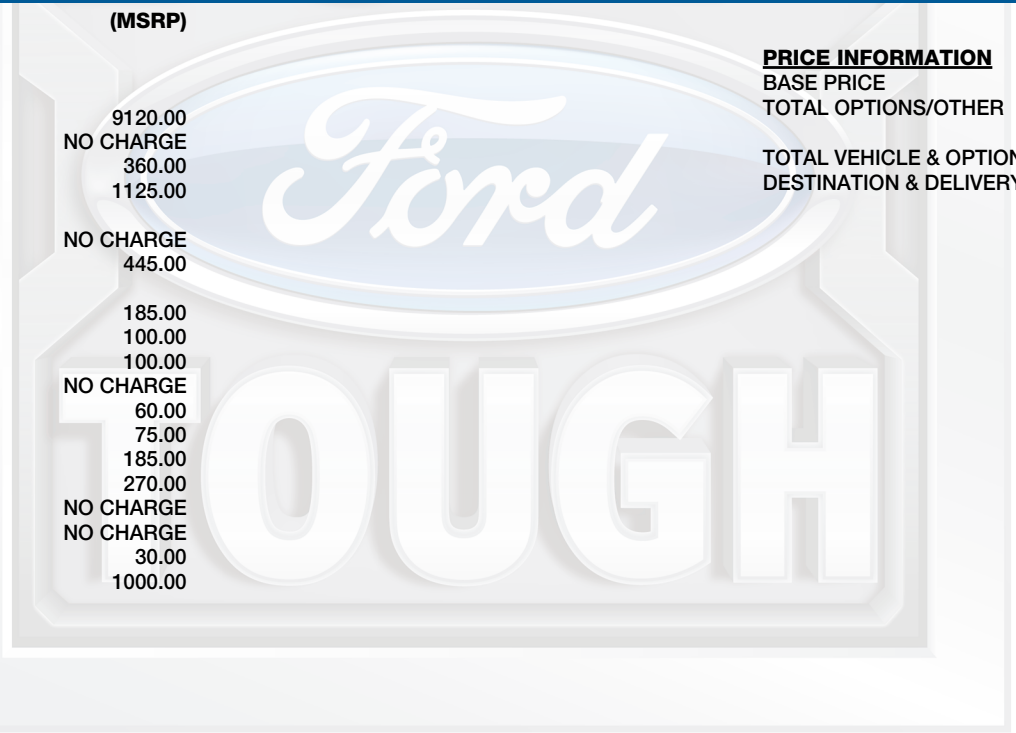 (MSRP)
9120.00
NO CHARGE
360.00
1125.00
NO CHARGE
445.00
185.00
100.00
100.00
NO CHARGE
60.00
75.00
185.00
270.00
NO CHARGE
NO CHARGE
30.00
1000.00
PRICE INFORMATION
BASE PRICE
TOTAL OPTIONS/OTHER
TOTAL VEHICLE & OPTION
DESTINATION & DELIVERY
Ford
TOUGH